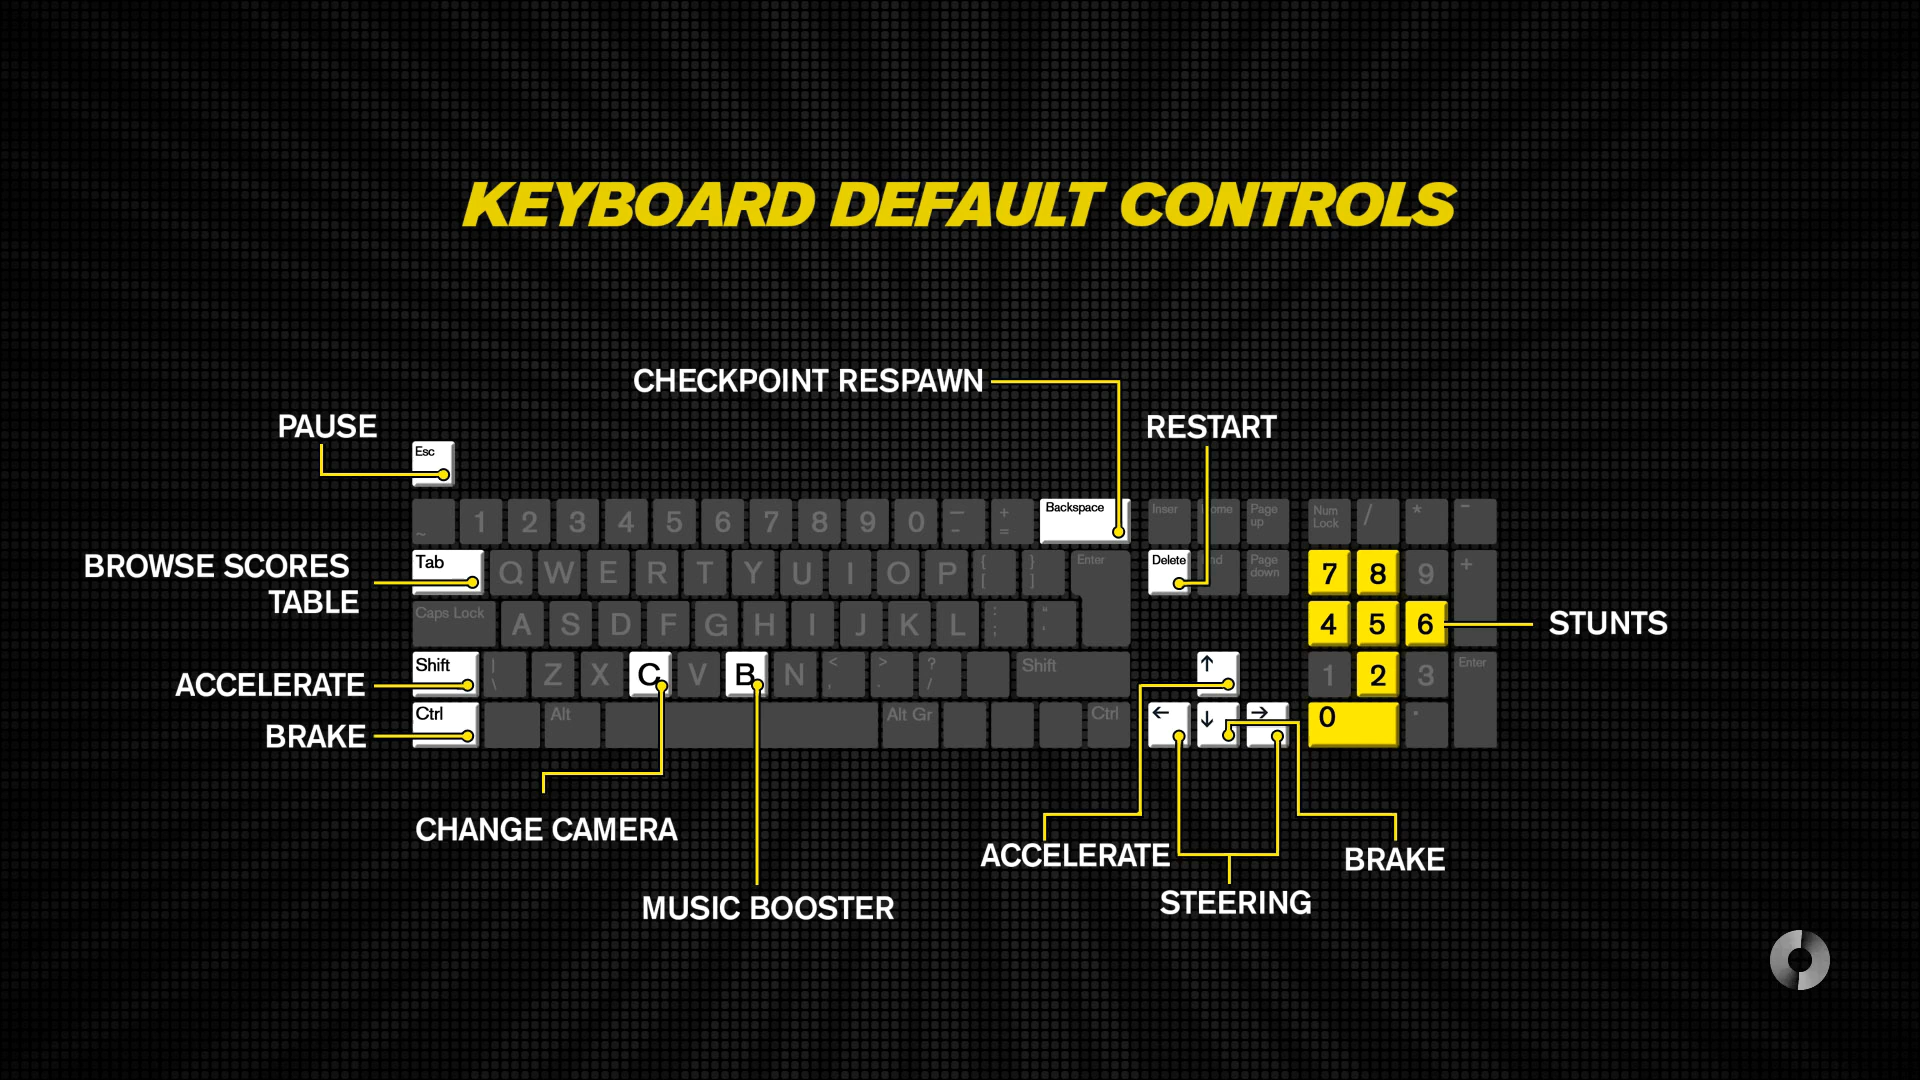 KEYBOARD DEFAULT CONTROLS
CHECKPOINT RESPAWN
PAUSE
RESTART
Esc
~ 1 2 3 4 5 6 7 8 9 0 — - + = Backspace Inser ome Page up Num Lock / * -
BROWSE SCORES
TABLE
Tab Q W E R T Y U I O P { [ } ] Enter Delete nd Page down 7 8 9 +
Caps Lock A S D F G H I J K L : ; “ ‘ 4 5 6
STUNTS
ACCELERATE
Shift | \ Z X C V B N < , > . ? / Shift ↑ 1 2 3 Enter
BRAKE
Ctrl Alt Alt Gr Ctrl ← ↓ → 0 .
CHANGE CAMERA
ACCELERATE
BRAKE
STEERING
MUSIC BOOSTER